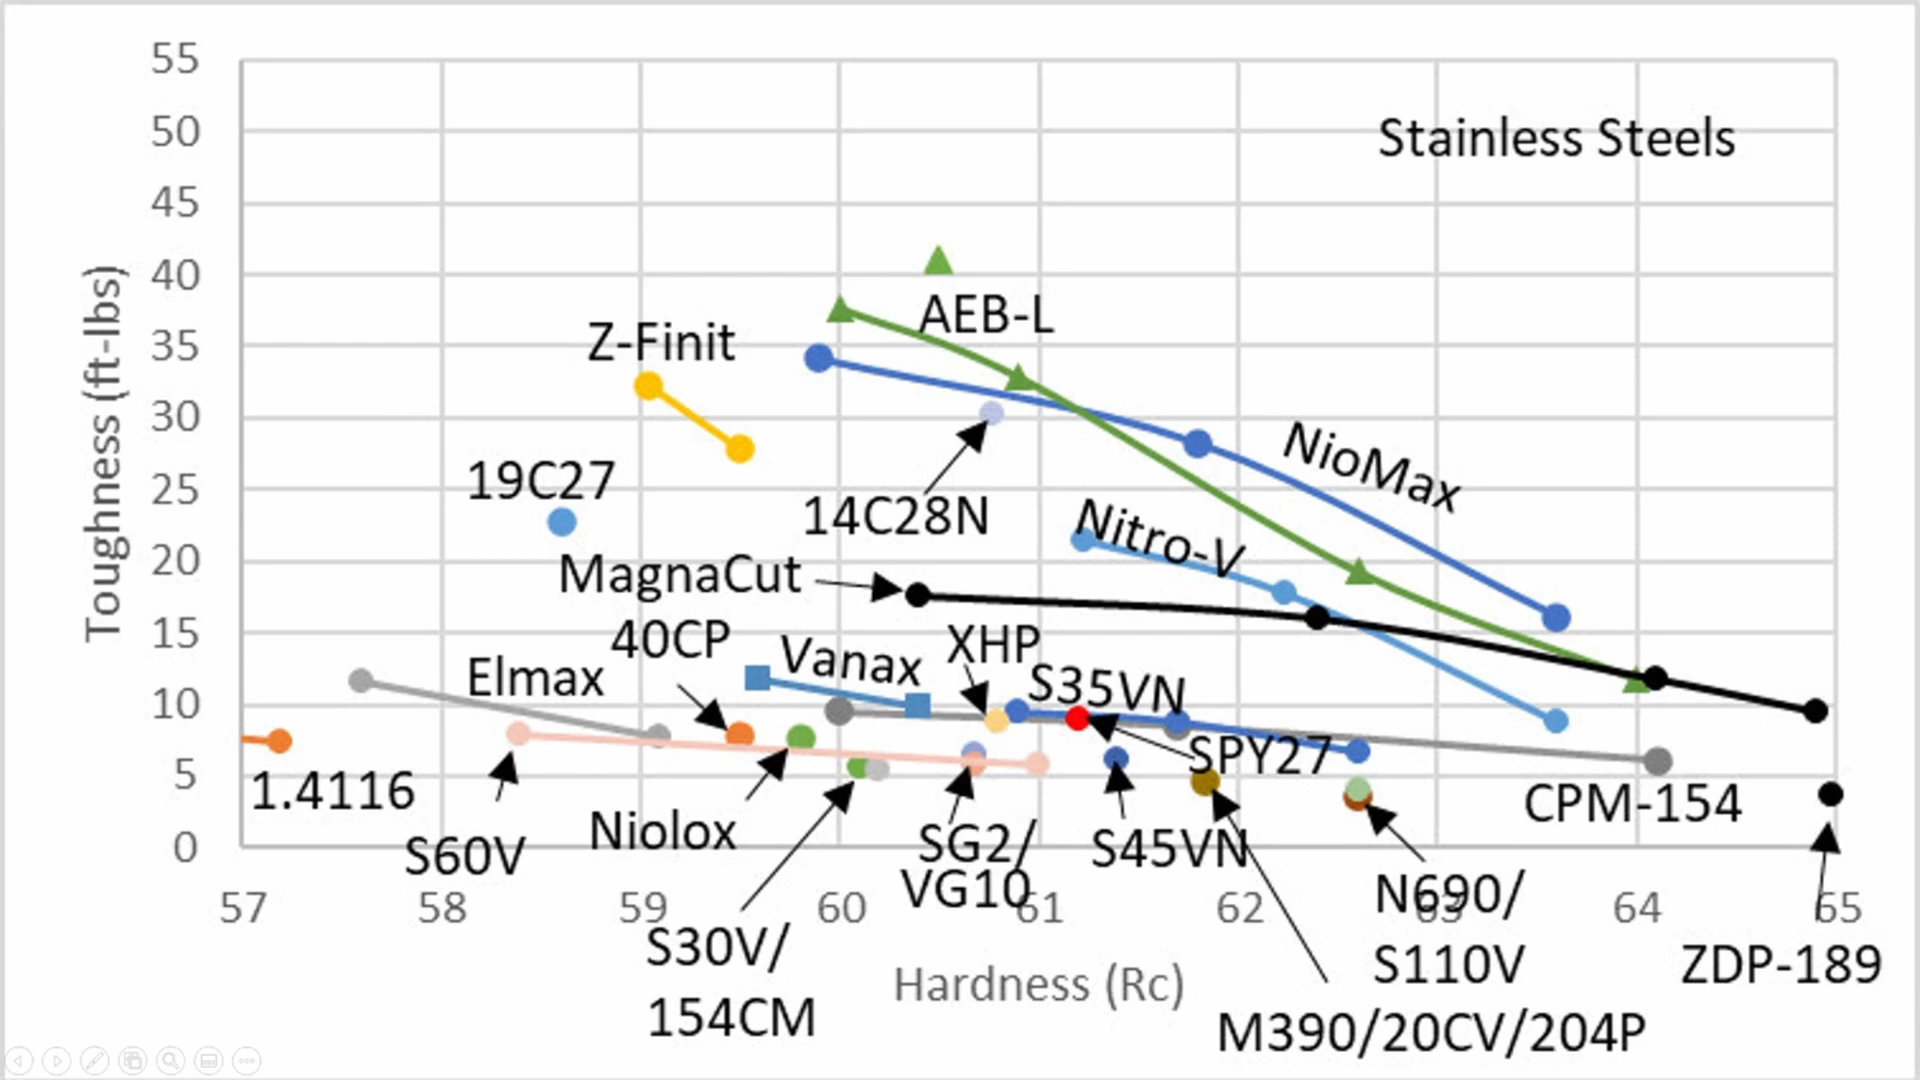 55
50
Stainless Steels
45
40
AEB-L
Z-Finit
35
30
NioMax
19C27
25
14C28N
Nitro-V
20
MagnaCut
40CP
XHP
15
Vanax
Elmax
S35VN
10
SPY27
5
1.4116
CPM-154
Niolox
SG2/
VG10
S45VN
0
S60V
57
58
59
60
61
62
63
64
65
N690/
S110V
S30V/
154CM
ZDP-189
Hardness (Rc)
M390/20CV/204P
Toughness (ft-lbs)